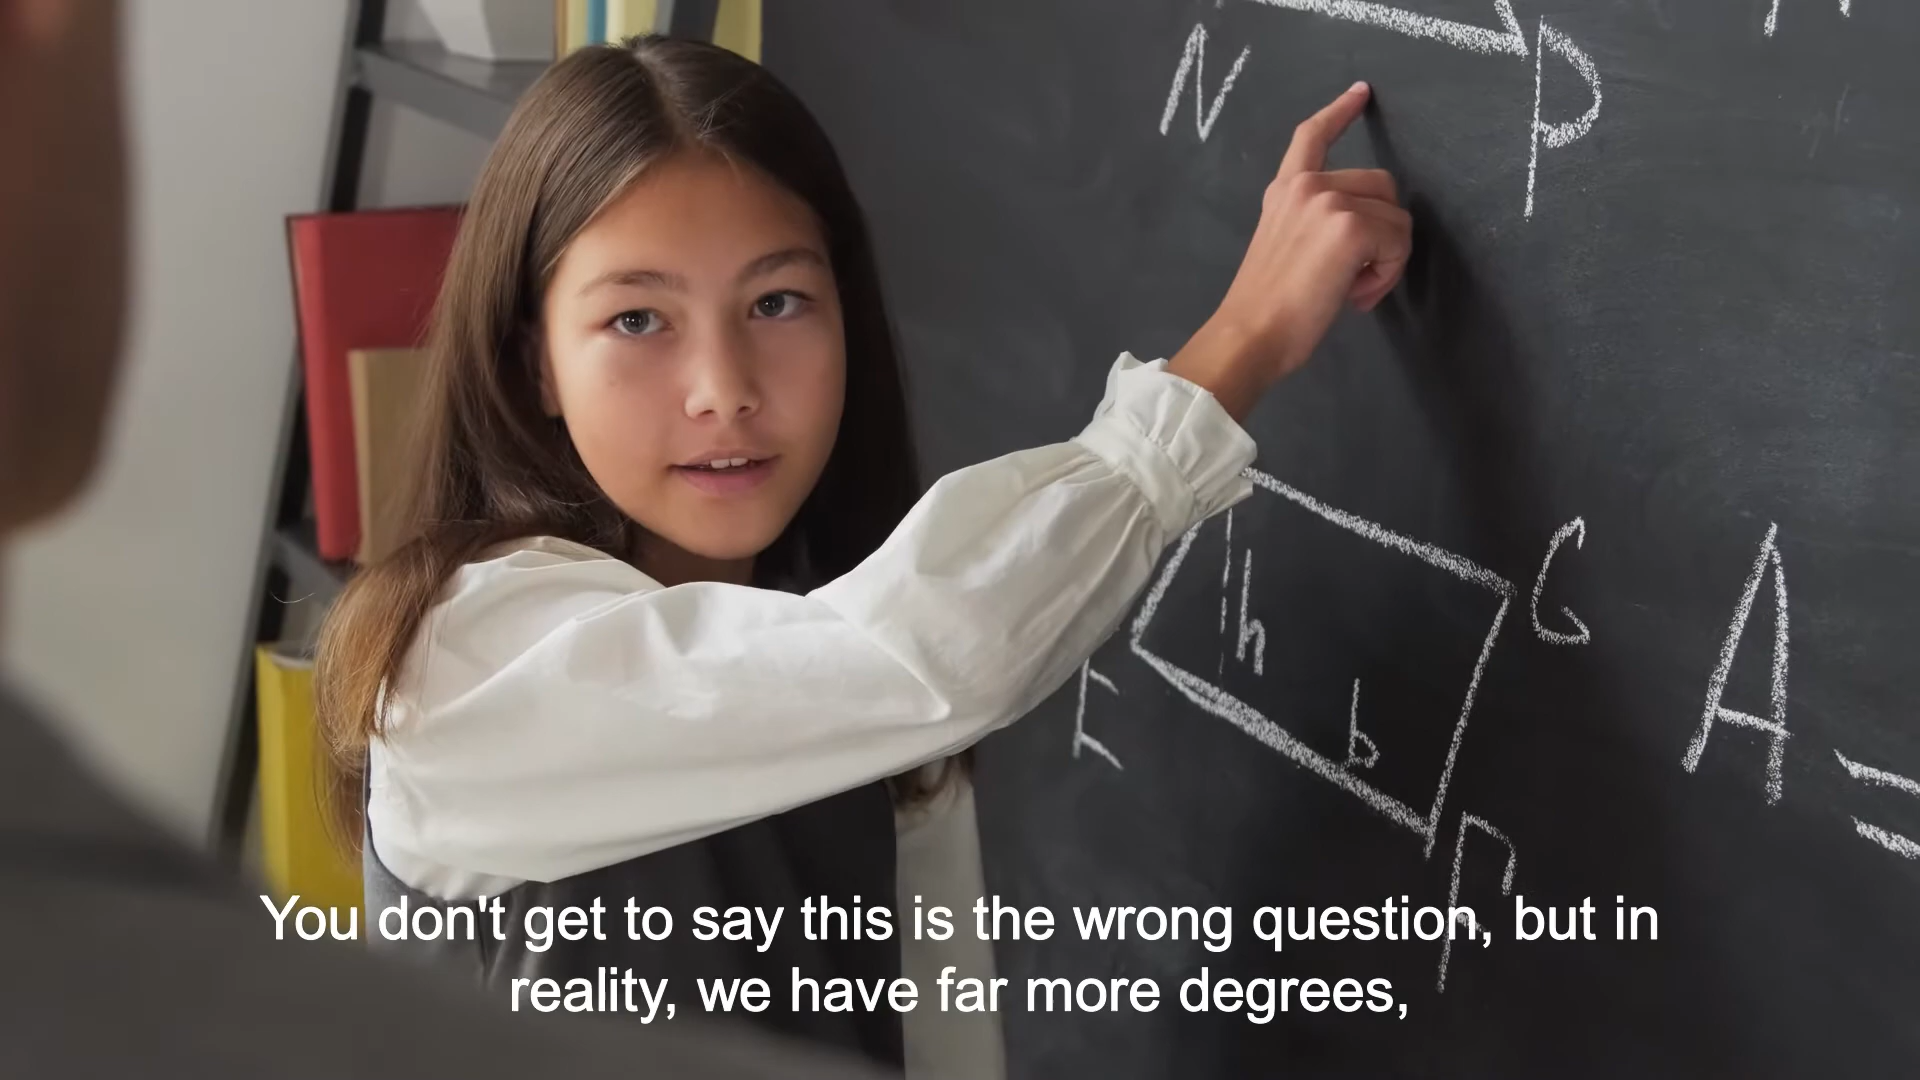 N
P
h
G
E
b
A
=
You don't get to say this is the wrong question, but in
reality, we have far more degrees,